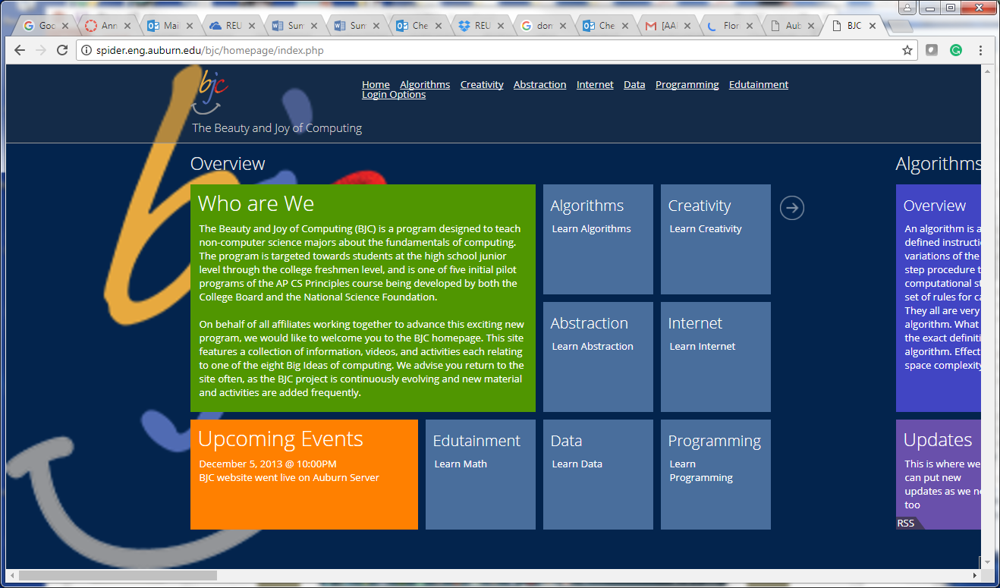 Goc
Ann
Mai
REU
Sum
Sum
Che
REU
don
Che
[AAI
Flor
Aub
BJC
spider.eng.auburn.edu/bjc/homepage/index.php
bjc
The Beauty and Joy of Computing
Home Algorithms Creativity Abstraction Internet Data Programming Edutainment
Login Options
Overview
Who are We
The Beauty and Joy of Computing (BJC) is a program designed to teach
non-computer science majors about the fundamentals of computing.
The program is targeted towards students at the high school junior
level through the college freshmen level, and is one of five initial pilot
programs of the AP CS Principles course being developed by both the
College Board and the National Science Foundation.
On behalf of all affiliates working together to advance this exciting new
program, we would like to welcome you to the BJC homepage. This site
features a collection of information, videos, and activities each relating
to one of the eight Big Ideas of computing. We advise you return to the
site often, as the BJC project is continuously evolving and new material
and activities are added frequently.
Algorithms
Learn Algorithms
Creativity
Learn Creativity
Abstraction
Learn Abstraction
Internet
Learn Internet
Upcoming Events
December 5, 2013 @ 10:00PM
BJC website went live on Auburn Server
Edutainment
Learn Math
Data
Learn Data
Programming
Learn
Programming
Algorithms
Overview
An algorithm is a
defined instructi
variations of the
step procedure t
computational st
set of rules for ca
They all are very
algorithm. What
the exact definiti
algorithm. Effect
space complexity
Updates
This is where we
can put new
updates as we ne
too
RSS